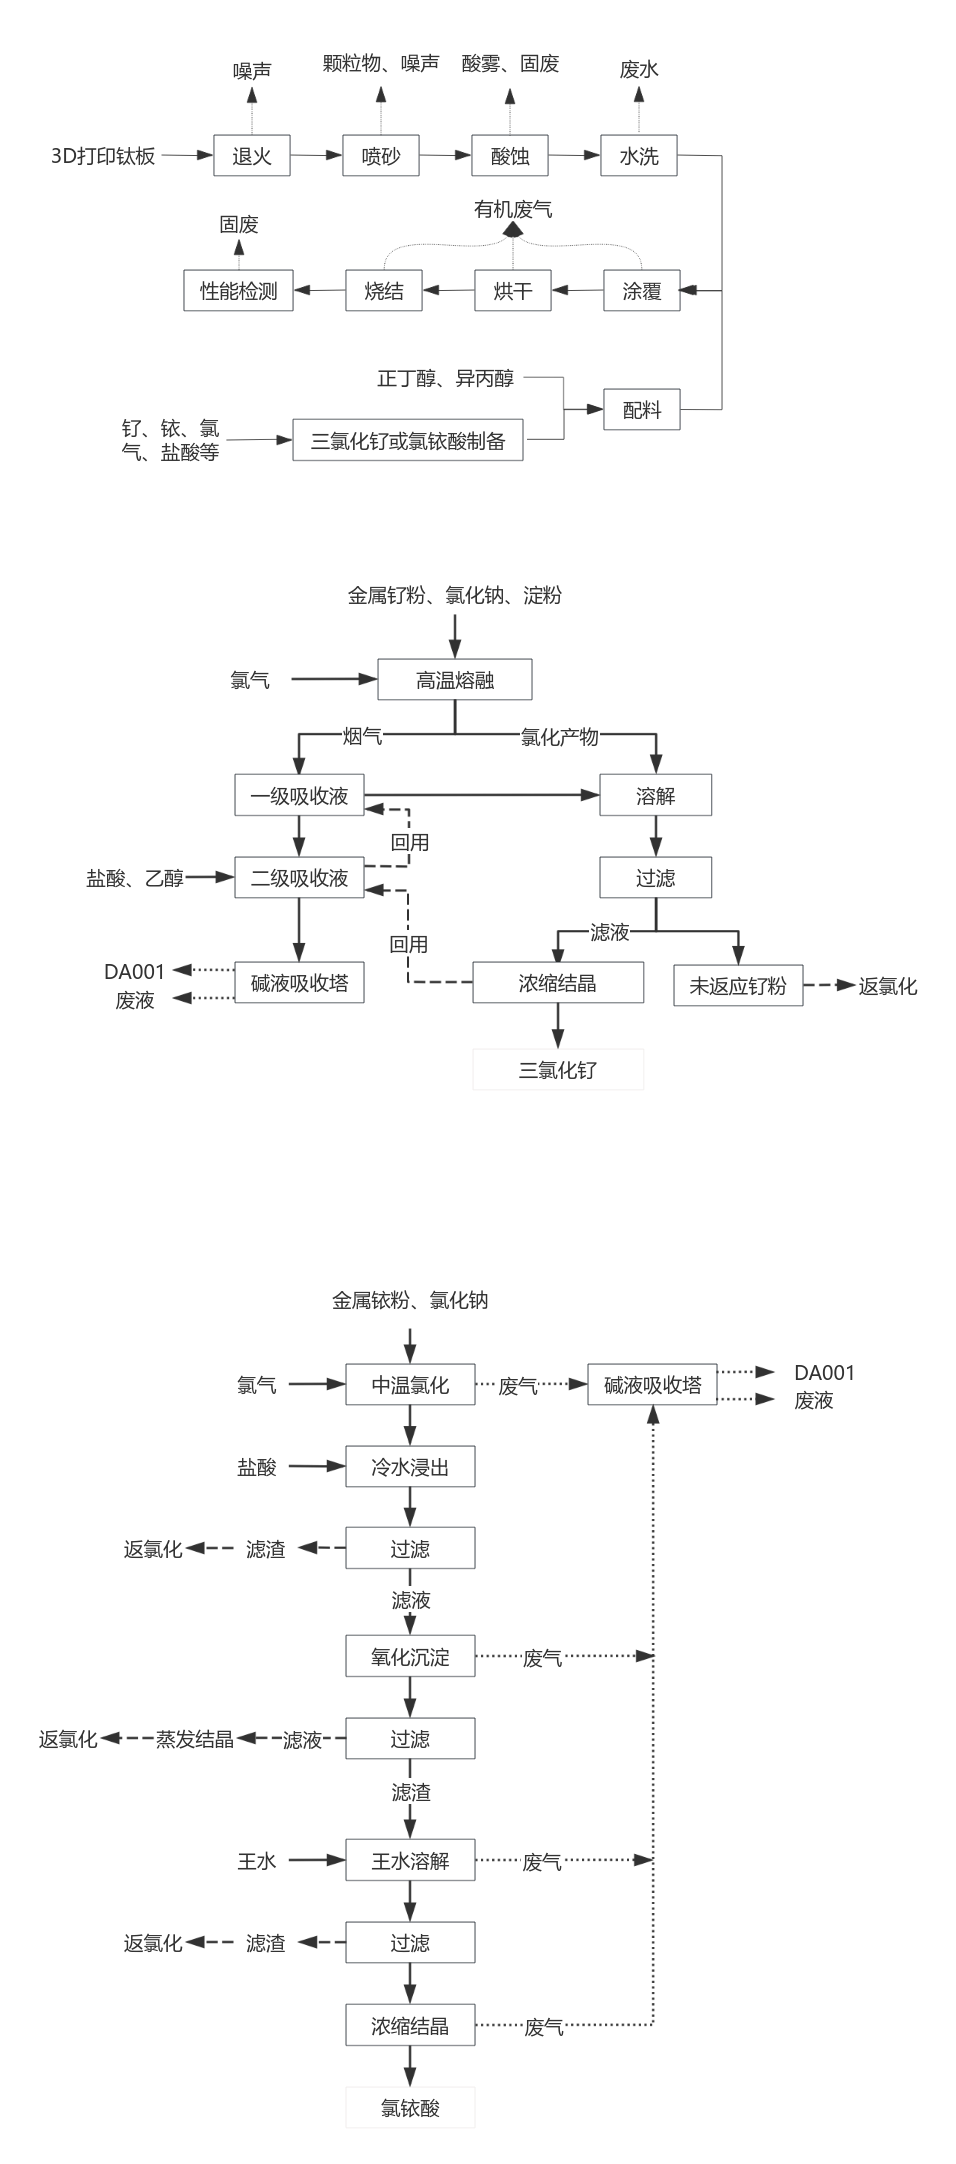 噪声
颗粒物、噪声
酸雾、固废
废水
3D打印钛板
退火
喷砂
酸蚀
水洗
有机废气
固废
性能检测
烧结
烘干
涂覆
正丁醇、异丙醇
配料
钌、铱、氯
气、盐酸等
三氯化钌或氯铱酸制备
金属钌粉、氯化钠、淀粉
氯气
高温熔融
烟气
氯化产物
一级吸收液
溶解
回用
盐酸、乙醇
二级吸收液
过滤
滤液
回用
DA001
废液
碱液吸收塔
浓缩结晶
未返应钌粉
返氯化
三氯化钌
金属铱粉、氯化钠
氯气
中温氯化
废气
碱液吸收塔
DA001
废液
盐酸
冷水浸出
返氯化
滤渣
过滤
滤液
氧化沉淀
废气
返氯化
蒸发结晶
滤液
过滤
滤渣
王水
王水溶解
废气
返氯化
滤渣
过滤
浓缩结晶
废气
氯铱酸